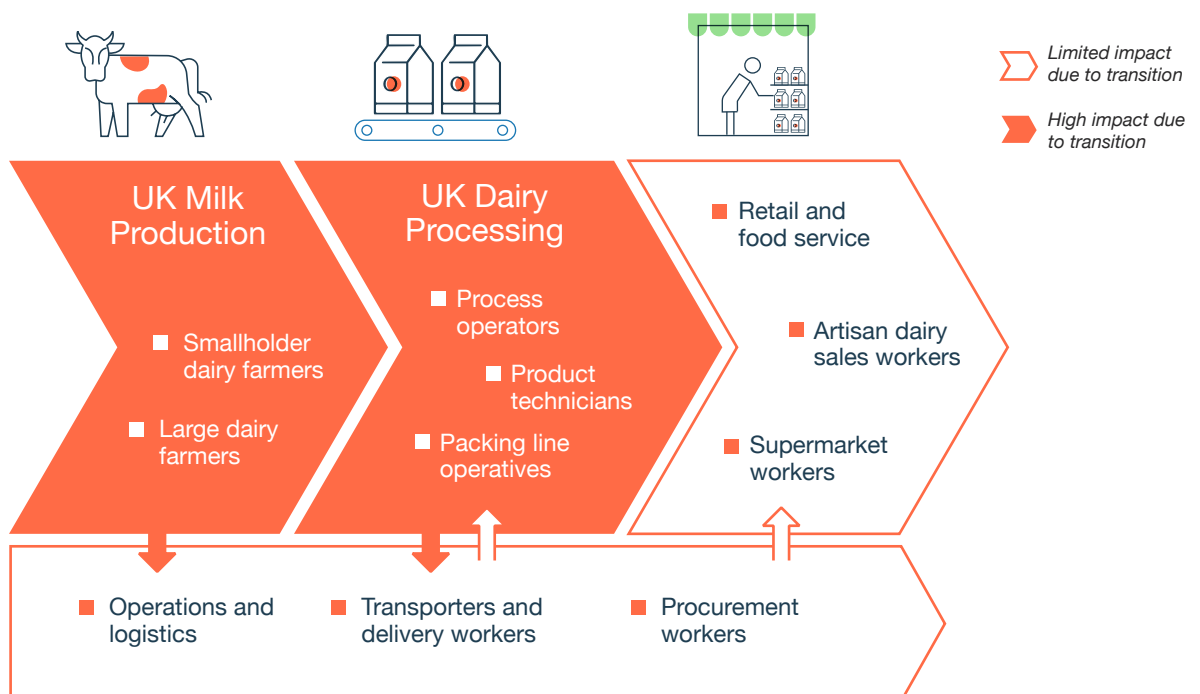 Limited impact
due to transition
High impact due
to transition
UK Milk
Production
Smallholder
dairy farmers
Large dairy
farmers
UK Dairy
Processing
Process
operators
Product
technicians
Packing line
operatives
Retail and
food service
Artisan dairy
sales workers
Supermarket
workers
Operations and
logistics
Transporters and
delivery workers
Procurement
workers